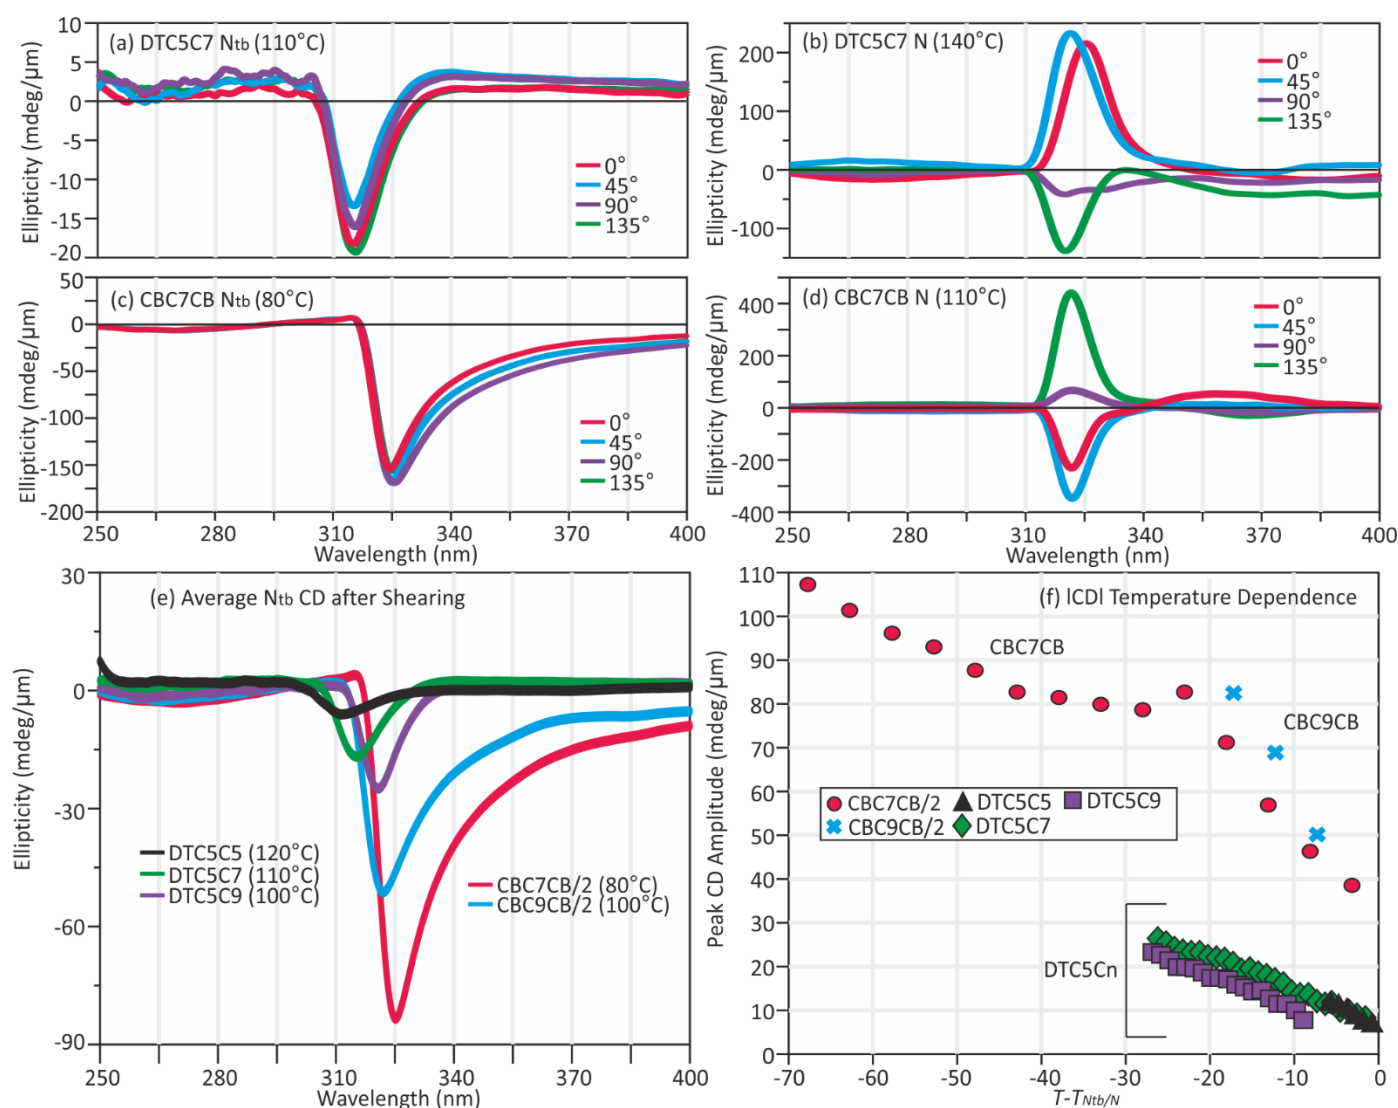 (a) DTC5C7 Ntb (110°C)
Ellipticity (mdeg/µm)
10
5
0
-5
-10
-15
-20
0°
45°
90°
135°
(b) DTC5C7 N (140°C)
Ellipticity (mdeg/µm)
200
100
0
-100
0°
45°
90°
135°
(c) CBC7CB Ntb (80°C)
Ellipticity (mdeg/µm)
50
0
-50
-100
-150
-200
0°
45°
90°
135°
250 280 310 340 370 400
Wavelength (nm)
(d) CBC7CB N (110°C)
Ellipticity (mdeg/µm)
400
200
0
-200
-400
0°
45°
90°
135°
250 280 310 340 370 400
Wavelength (nm)
(e) Average Ntb CD after Shearing
Ellipticity (mdeg/µm)
30
0
-30
-60
-90
DTC5C5 (120°C)
DTC5C7 (110°C)
DTC5C9 (100°C)
CBC7CB/2 (80°C)
CBC9CB/2 (100°C)
250 280 310 340 370 400
Wavelength (nm)
(f) lCDl Temperature Dependence
Peak CD Amplitude (mdeg/µm)
110
100
90
80
70
60
50
40
30
20
10
0
CBC7CB
CBC9CB
CBC7CB/2 DTC5C5 DTC5C9
CBC9CB/2 DTC5C7
DTC5Cn
-70 -60 -50 -40 -30 -20 -10 0
T-TNtb/N